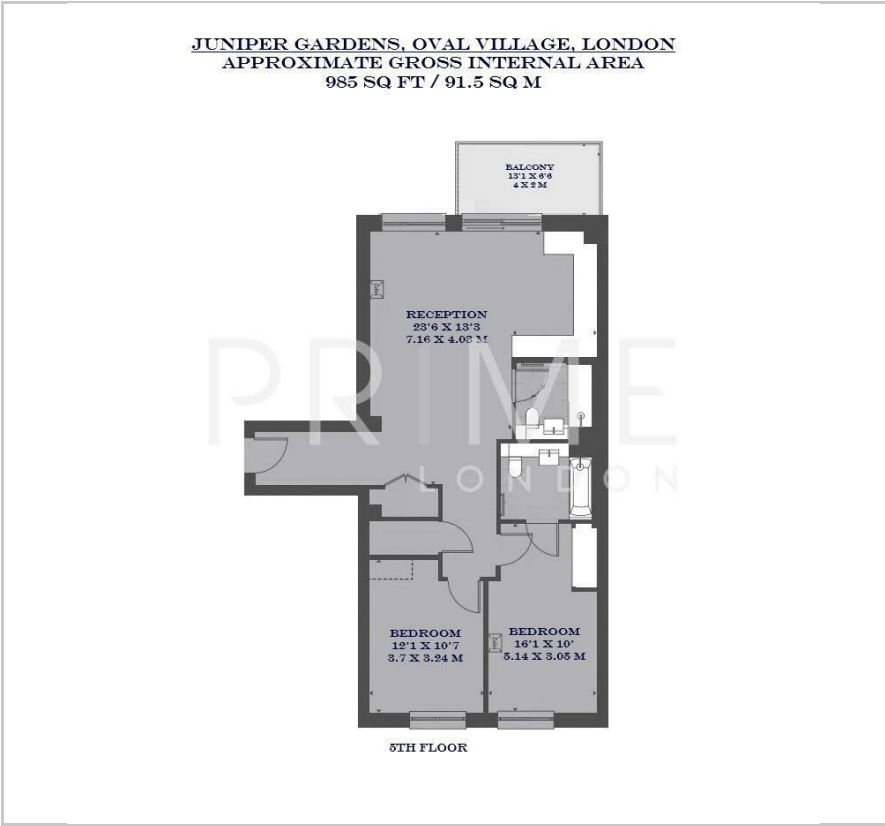 JUNIPER GARDENS, OVAL VILLAGE, LONDON
APPROXIMATE GROSS INTERNAL AREA
985 SQ FT / 91.5 SQ M
BALCONY
13'1 X 6'6
4 X 2 M
RECEPTION
23'6 X 13'3
7.16 X 4.03 M
PRIME
LONDON
BEDROOM
12'1 X 10'7
3.7 X 3.24 M
BEDROOM
16'1 X 10'
5.14 X 3.05 M
5TH FLOOR